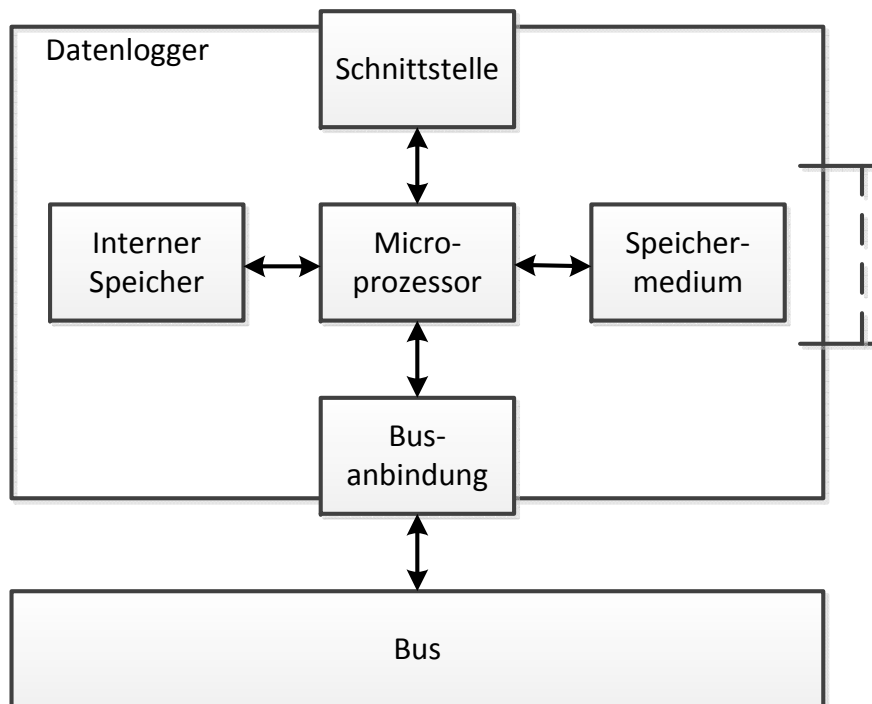 Datenlogger
Schnittstelle
Interner
Speicher
Micro-
prozessor
Speicher-
medium
Bus-
anbindung
Bus